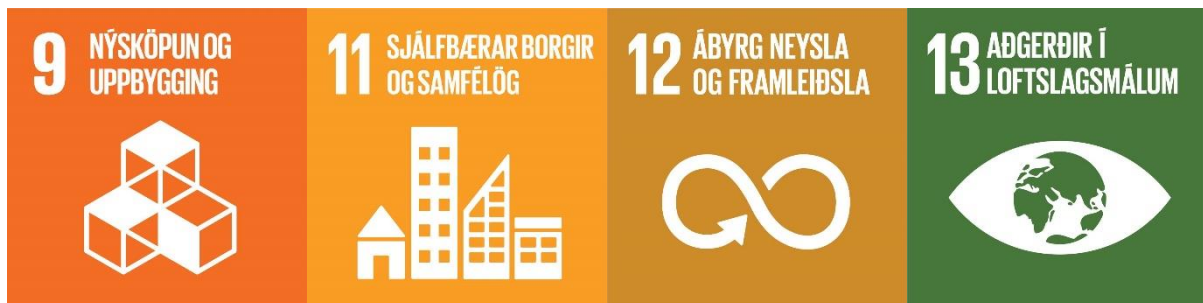 9 NÝSKÖPUN OG
UPPBYGGING
11 SJÁLFBÆRAR BORGIR
OG SAMFÉLÖG
12 ÁBYRG NEYSLA
OG FRAMLEIÐSLA
13 AÐGERÐIR Í
LOFTSLAGSMÁLUM